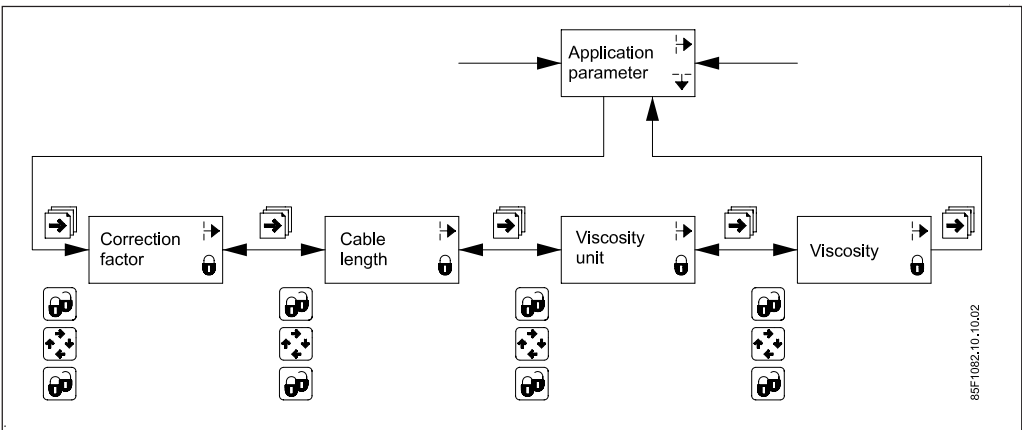 Application
parameter
Correction
factor
Cable
length
Viscosity
unit
Viscosity
85F1082.10.10.02